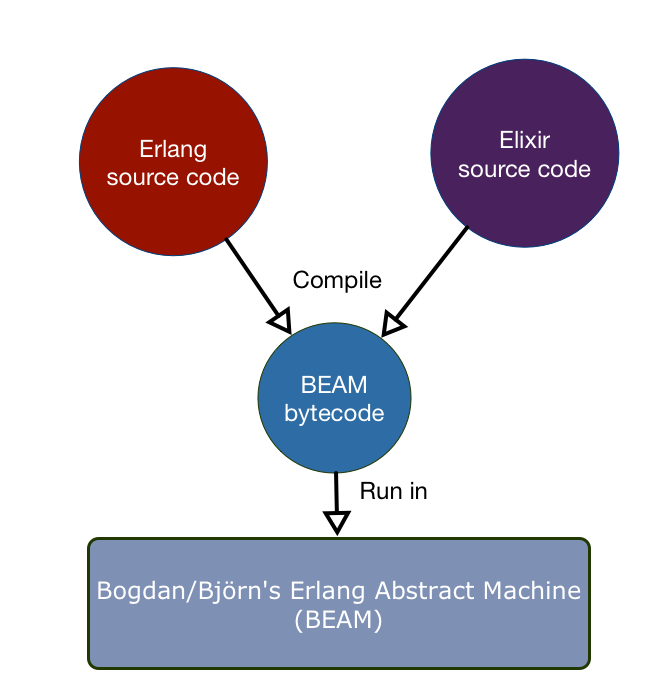 Erlang
source code
Elixir
source code
Compile
BEAM
bytecode
Run in
Bogdan/Björn's Erlang Abstract Machine
(BEAM)